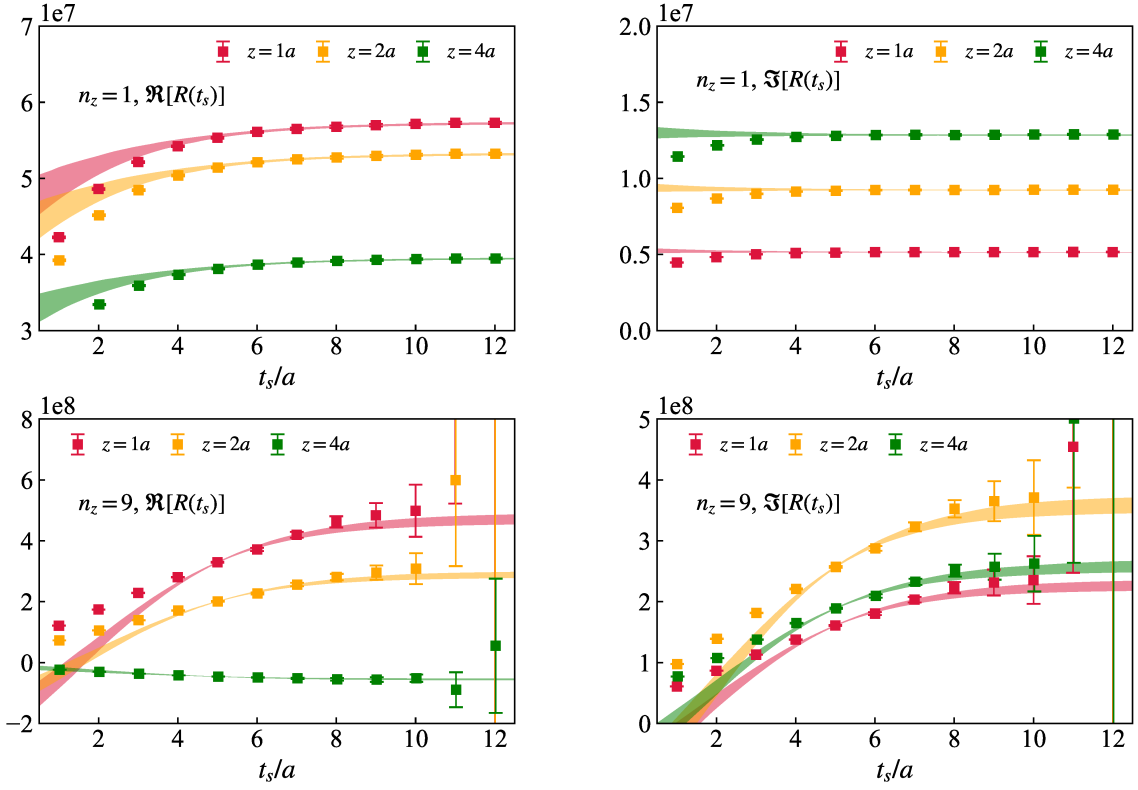 1e7
7
6
5
4
3
z=1a z=2a z=4a
n_z=1, ℜ[R(t_s)]
2 4 6 8 10 12
t_s/a
1e7
2.0
1.5
1.0
0.5
0.0
z=1a z=2a z=4a
n_z=1, ℑ[R(t_s)]
2 4 6 8 10 12
t_s/a
1e8
8
6
4
2
0
−2
z=1a z=2a z=4a
n_z=9, ℜ[R(t_s)]
2 4 6 8 10 12
t_s/a
1e8
5
4
3
2
1
0
z=1a z=2a z=4a
n_z=9, ℑ[R(t_s)]
2 4 6 8 10 12
t_s/a